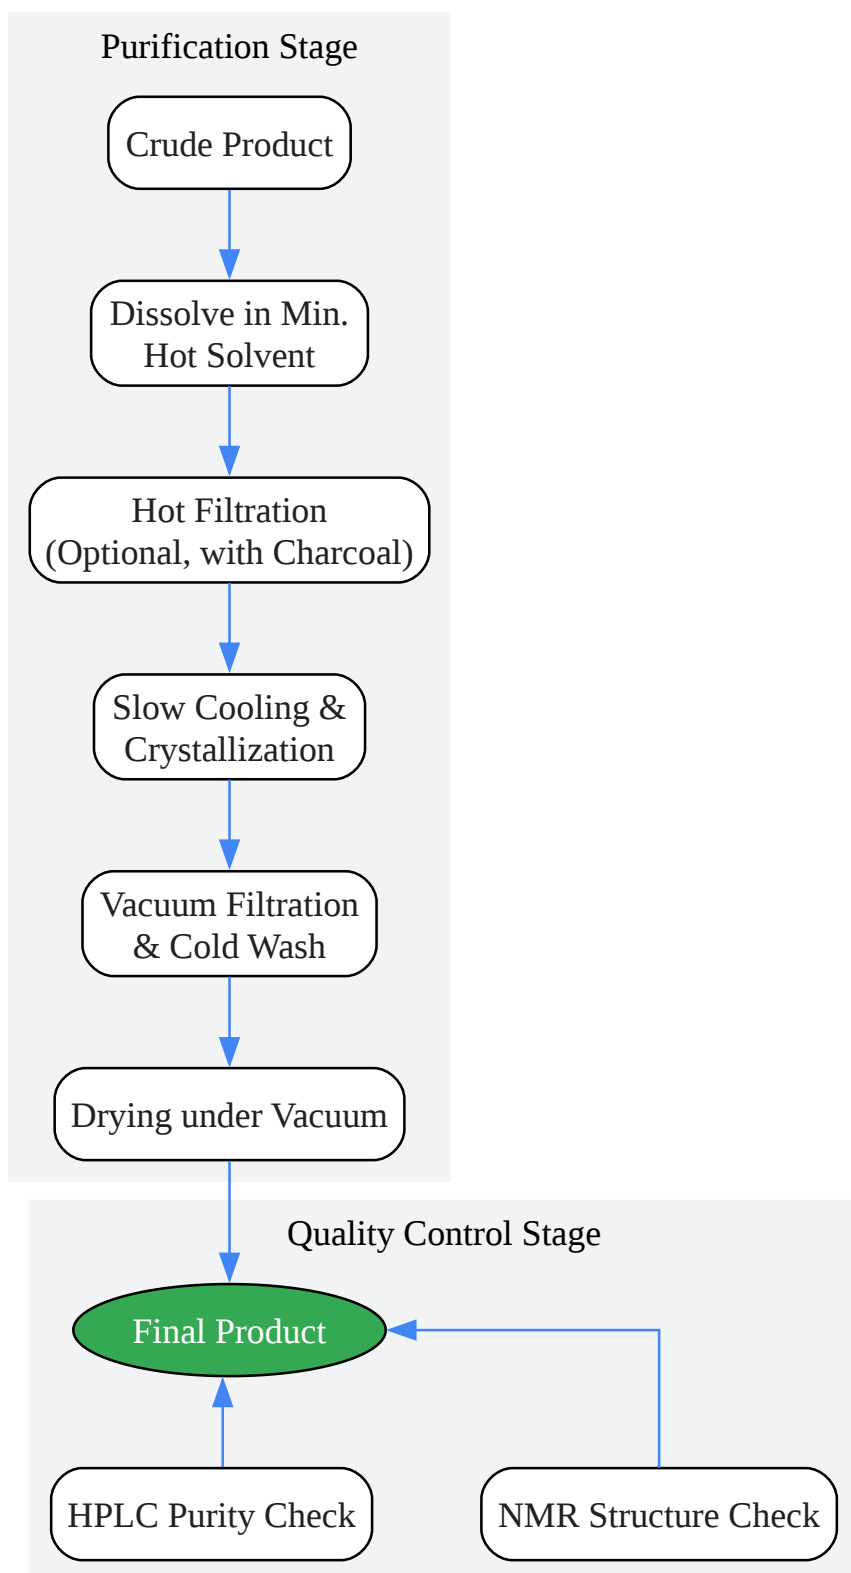 Purification Stage
Crude Product
Dissolve in Min.
Hot Solvent
Hot Filtration
(Optional, with Charcoal)
Slow Cooling &
Crystallization
Vacuum Filtration
& Cold Wash
Drying under Vacuum
Quality Control Stage
Final Product
HPLC Purity Check
NMR Structure Check